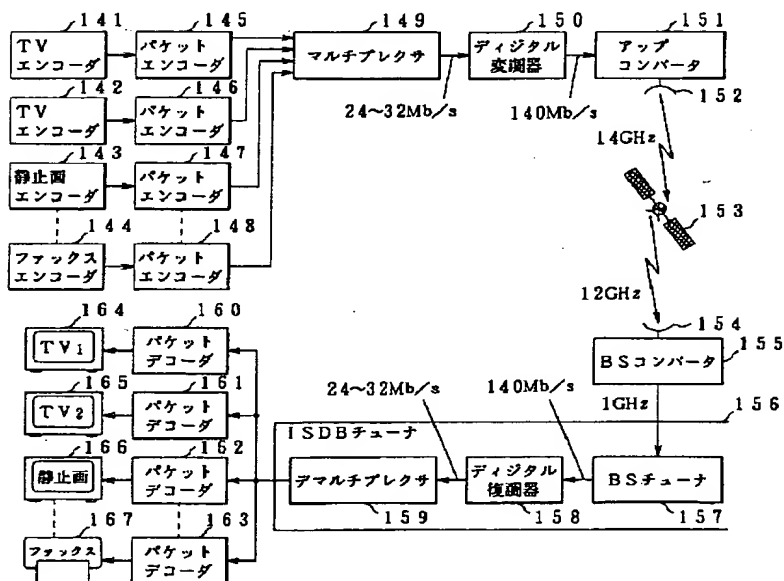 141
145
149
150
151
TV
エンコーダ
パケット
エンコーダ
マルチプレクサ
ディジタル
変調器
アップ
コンバータ
142
146
24~32Mb/s
140Mb/s
152
TV
エンコーダ
パケット
エンコーダ
143
147
14GHz
静止画
エンコーダ
パケット
エンコーダ
153
144
148
ファックス
エンコーダ
パケット
エンコーダ
12GHz
164
160
154
TV1
パケット
デコーダ
BSコンバータ
155
165
161
24~32Mb/s
140Mb/s
1GHz
156
TV2
パケット
デコーダ
ISDBチューナ
166
162
静止画
パケット
デコーダ
デマルチプレクサ
ディジタル
復調器
BSチューナ
167
163
159
158
157
ファックス
パケット
デコーダ